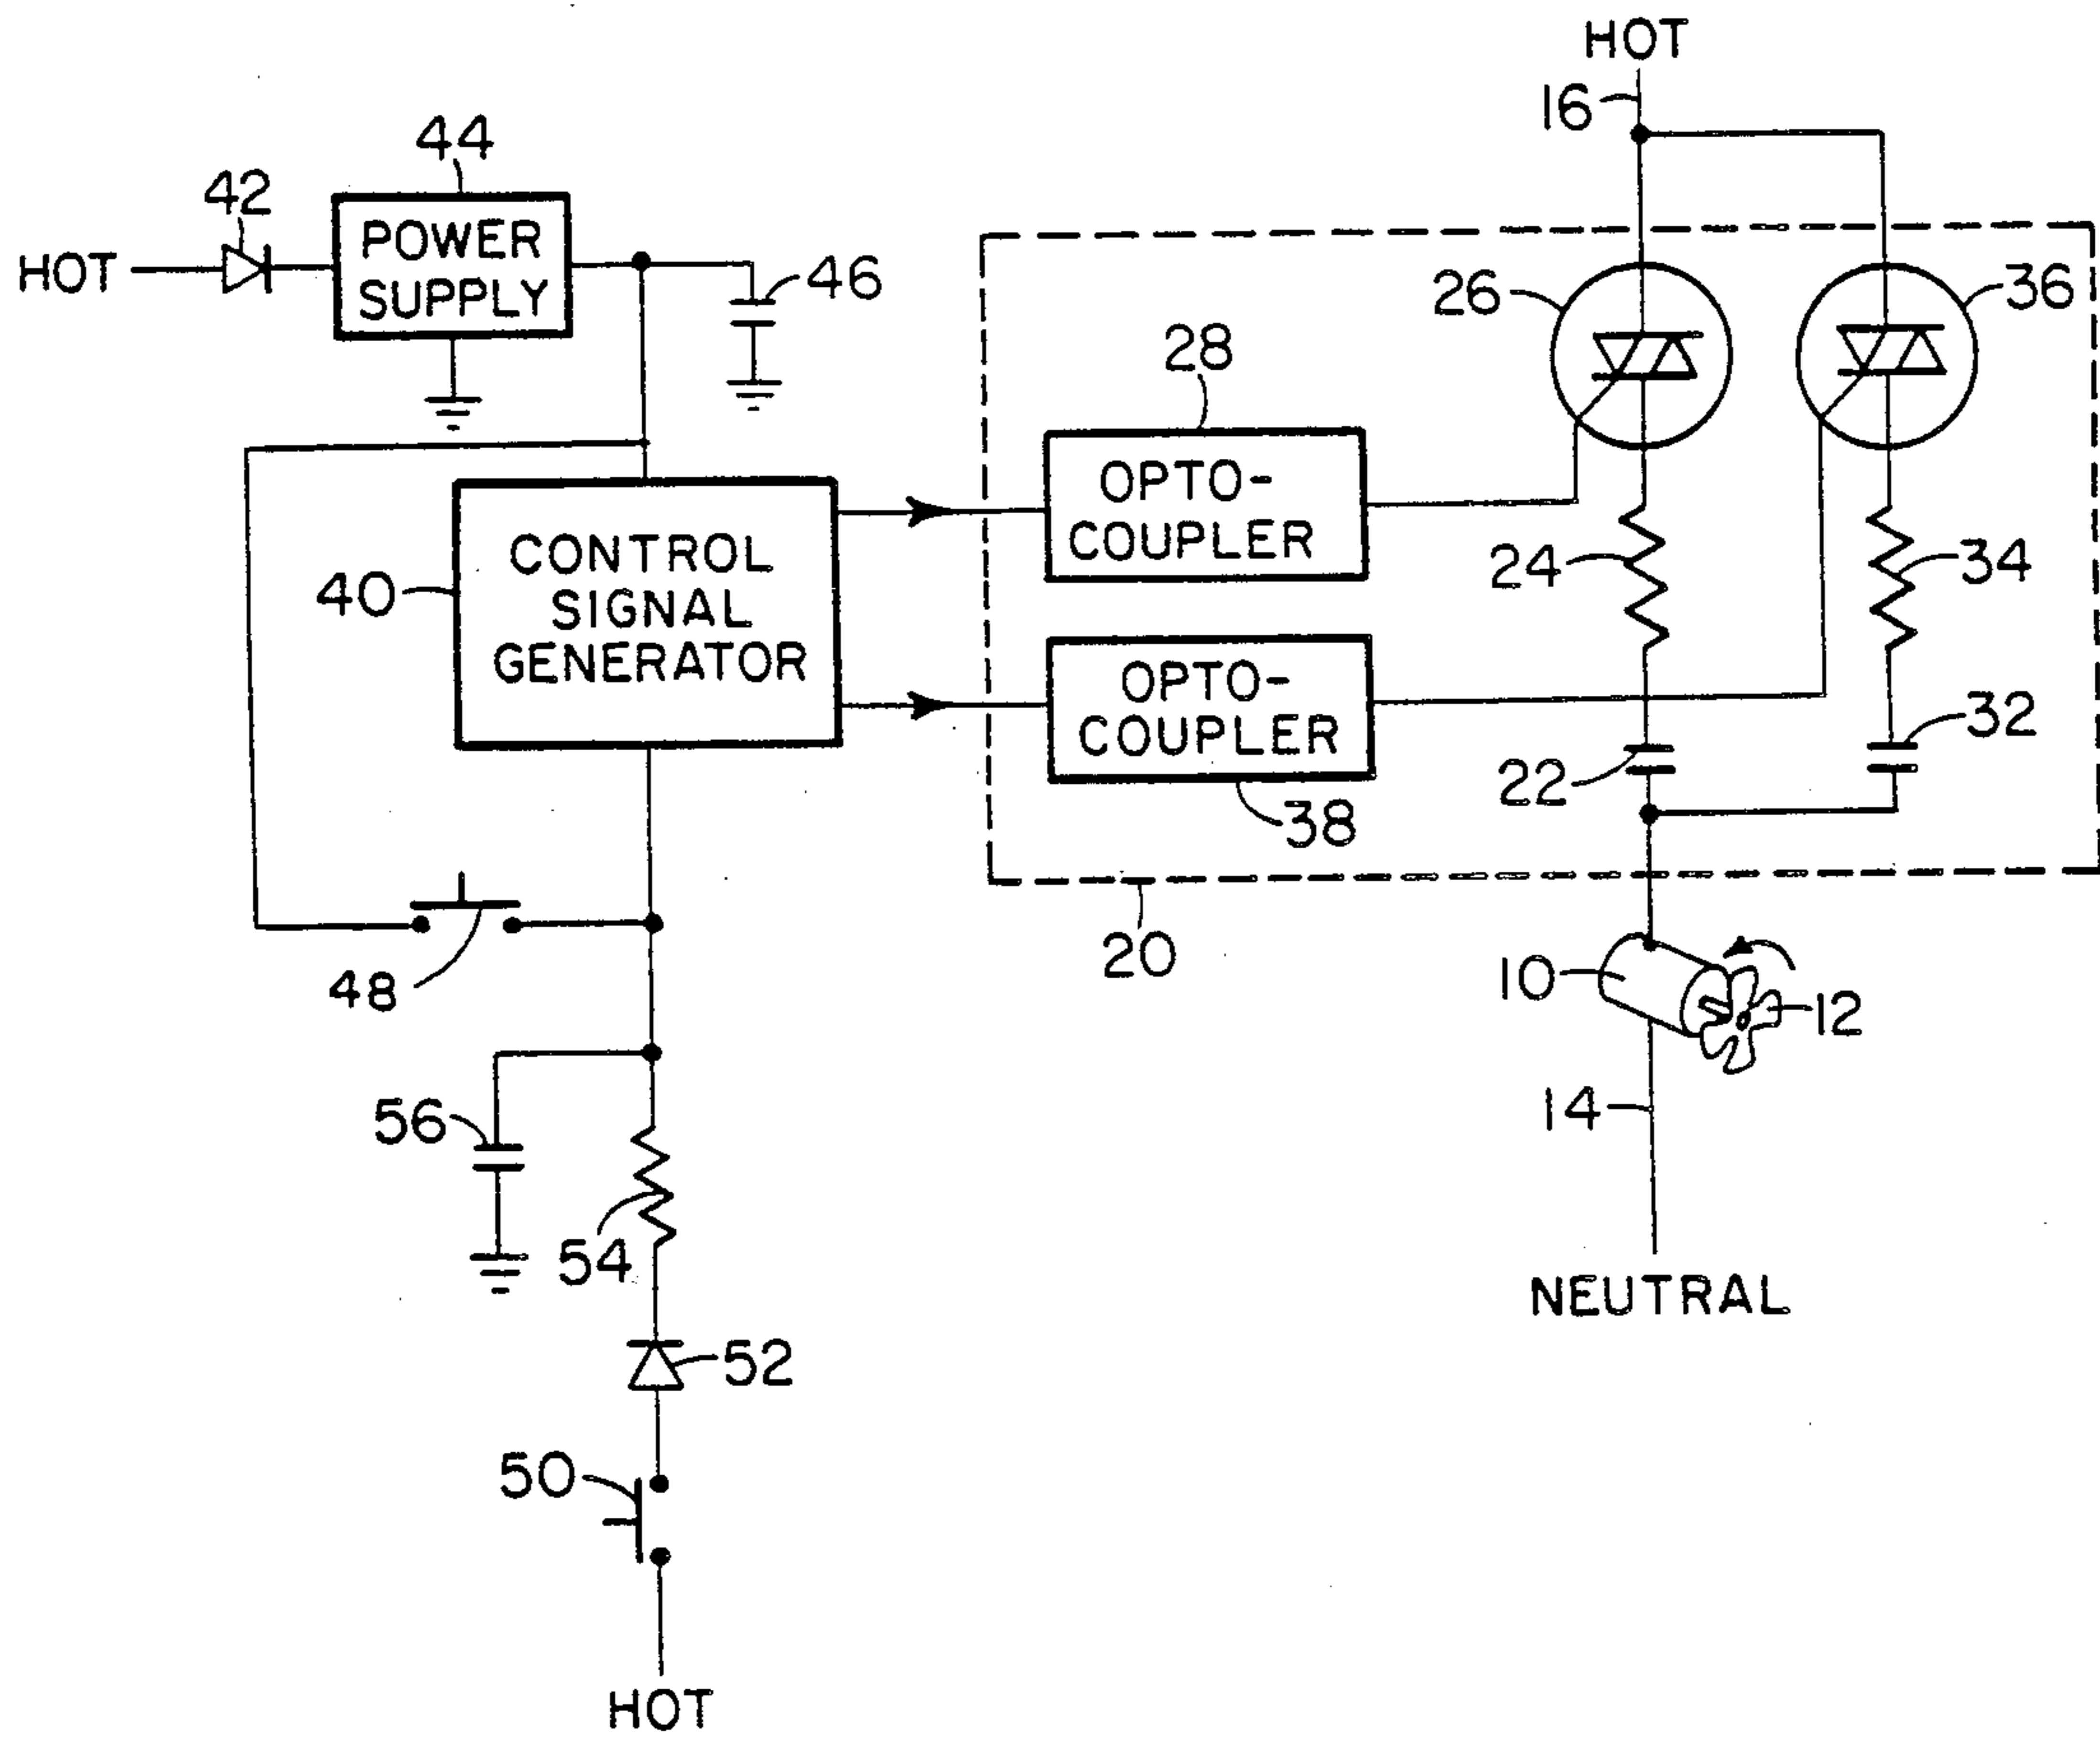 HOT
16
44
42
HOT
POWER
SUPPLY
46
26
36
28
OPTO-
COUPLER
24
34
40
CONTROL
SIGNAL
GENERATOR
OPTO-
COUPLER
38
22
32
20
48
10
12
14
56
54
NEUTRAL
52
50
HOT